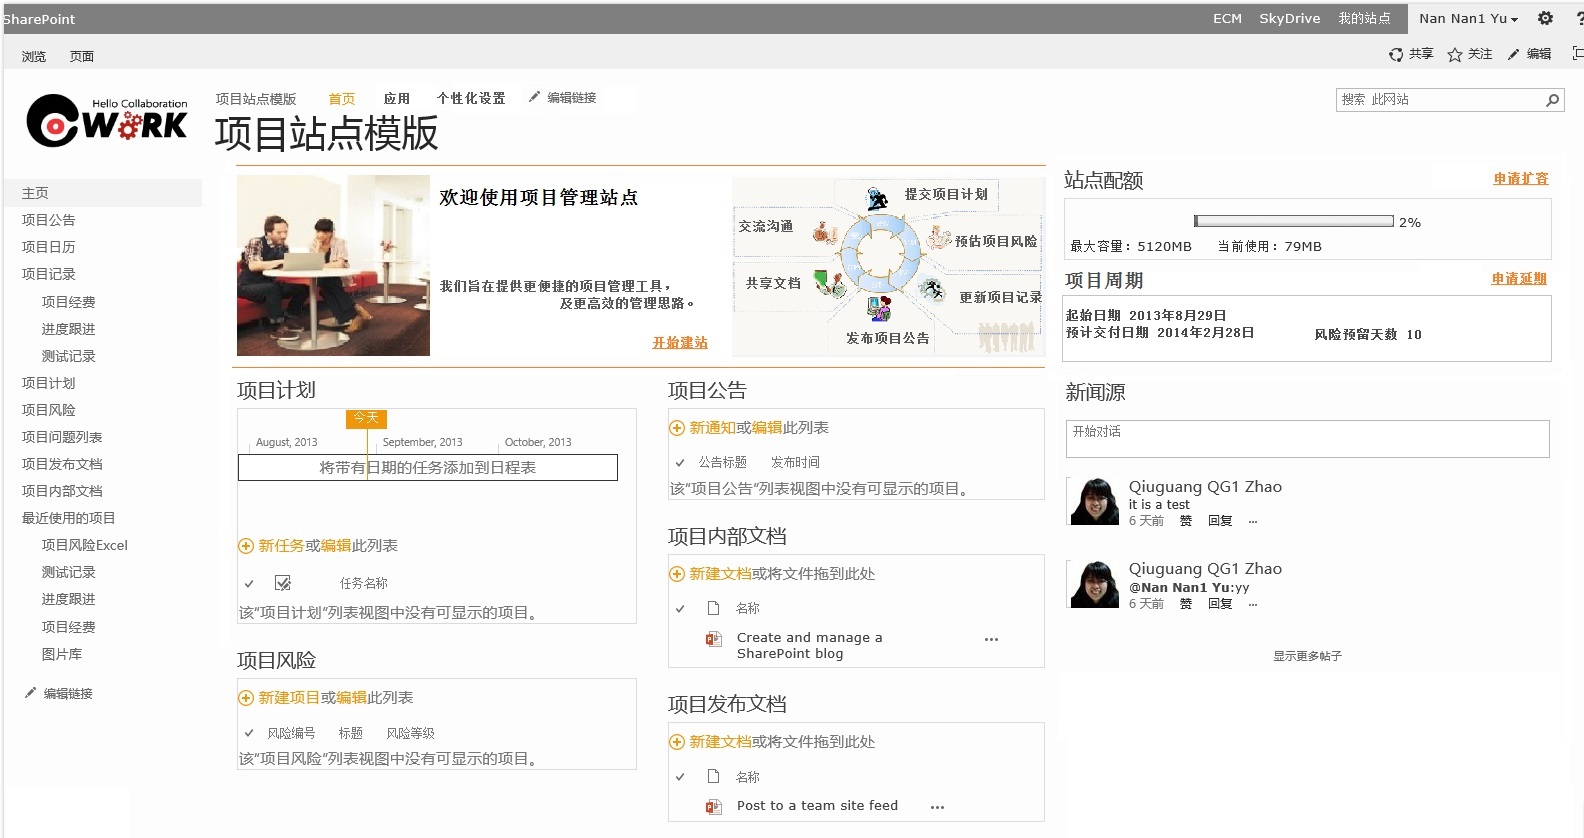 SharePoint
ECM SkyDrive 我的站点 Nan Nan1 Yu ?
浏览 页面
共享 关注 编辑
Hello Collaboration
WORK
项目站点模版 首页 应用 个性化设置 编辑链接
项目站点模版
搜索 此网站
主页
项目公告
项目日历
项目记录
项目经费
进度跟进
测试记录
项目计划
项目风险
项目问题列表
项目发布文档
项目内部文档
最近使用的项目
项目风险Excel
测试记录
进度跟进
项目经费
图片库
编辑链接
欢迎使用项目管理站点
我们旨在提供更便捷的项目管理工具，
及更高效的管理思路。
开始建站
提交项目计划
交流沟通
预估项目风险
共享文档
更新项目记录
发布项目公告
站点配额 申请扩容
2%
最大容量：5120MB 当前使用：79MB
项目周期 申请延期
起始日期 2013年8月29日
预计交付日期 2014年2月28日 风险预留天数 10
项目计划
今天
August, 2013 September, 2013 October, 2013
将带有日期的任务添加到日程表
新任务或编辑此列表
任务名称
该“项目计划”列表视图中没有可显示的项目。
项目风险
新建项目或编辑此列表
风险编号 标题 风险等级
该“项目风险”列表视图中没有可显示的项目。
项目公告
新通知或编辑此列表
公告标题 发布时间
该“项目公告”列表视图中没有可显示的项目。
项目内部文档
新建文档或将文件拖到此处
名称
Create and manage a
SharePoint blog
...
项目发布文档
新建文档或将文件拖到此处
名称
Post to a team site feed ...
新闻源
开始对话
Qiuguang QG1 Zhao
it is a test
6 天前 赞 回复 ...
Qiuguang QG1 Zhao
@Nan Nan1 Yu:yy
6 天前 赞 回复 ...
显示更多帖子